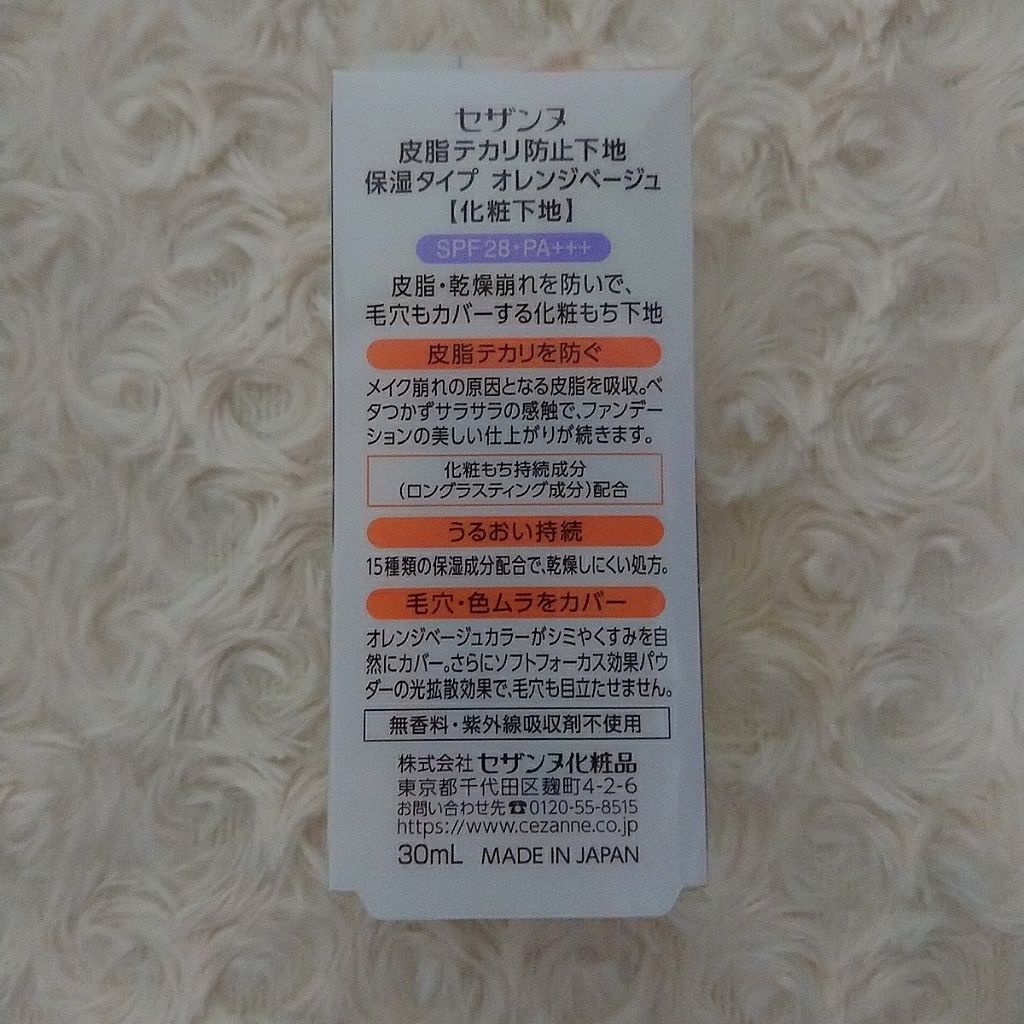 セザンヌ
皮脂テカリ防止下地
保湿タイプ オレンジベージュ
【化粧下地】
SPF28・PA+++
皮脂・乾燥崩れを防いで、
毛穴もカバーする化粧もち下地
皮脂テカリを防ぐ
メイク崩れの原因となる皮脂を吸収。ベ
タつかずサラサラの感触で、ファンデー
ションの美しい仕上がりが続きます。
化粧もち持続成分
(ロングラスティング成分)配合
うるおい持続
15種類の保湿成分配合で、乾燥しにくい処方。
毛穴・色ムラをカバー
オレンジベージュカラーがシミやくすみを自
然にカバー。さらにソフトフォーカス効果パウ
ダーの光拡散効果で、毛穴も目立たせません。
無香料・紫外線吸収剤不使用
株式会社 セザンヌ化粧品
東京都千代田区麹町4-2-6
お問い合わせ先☎0120-55-8515
https://www.cezanne.co.jp
30mL MADE IN JAPAN